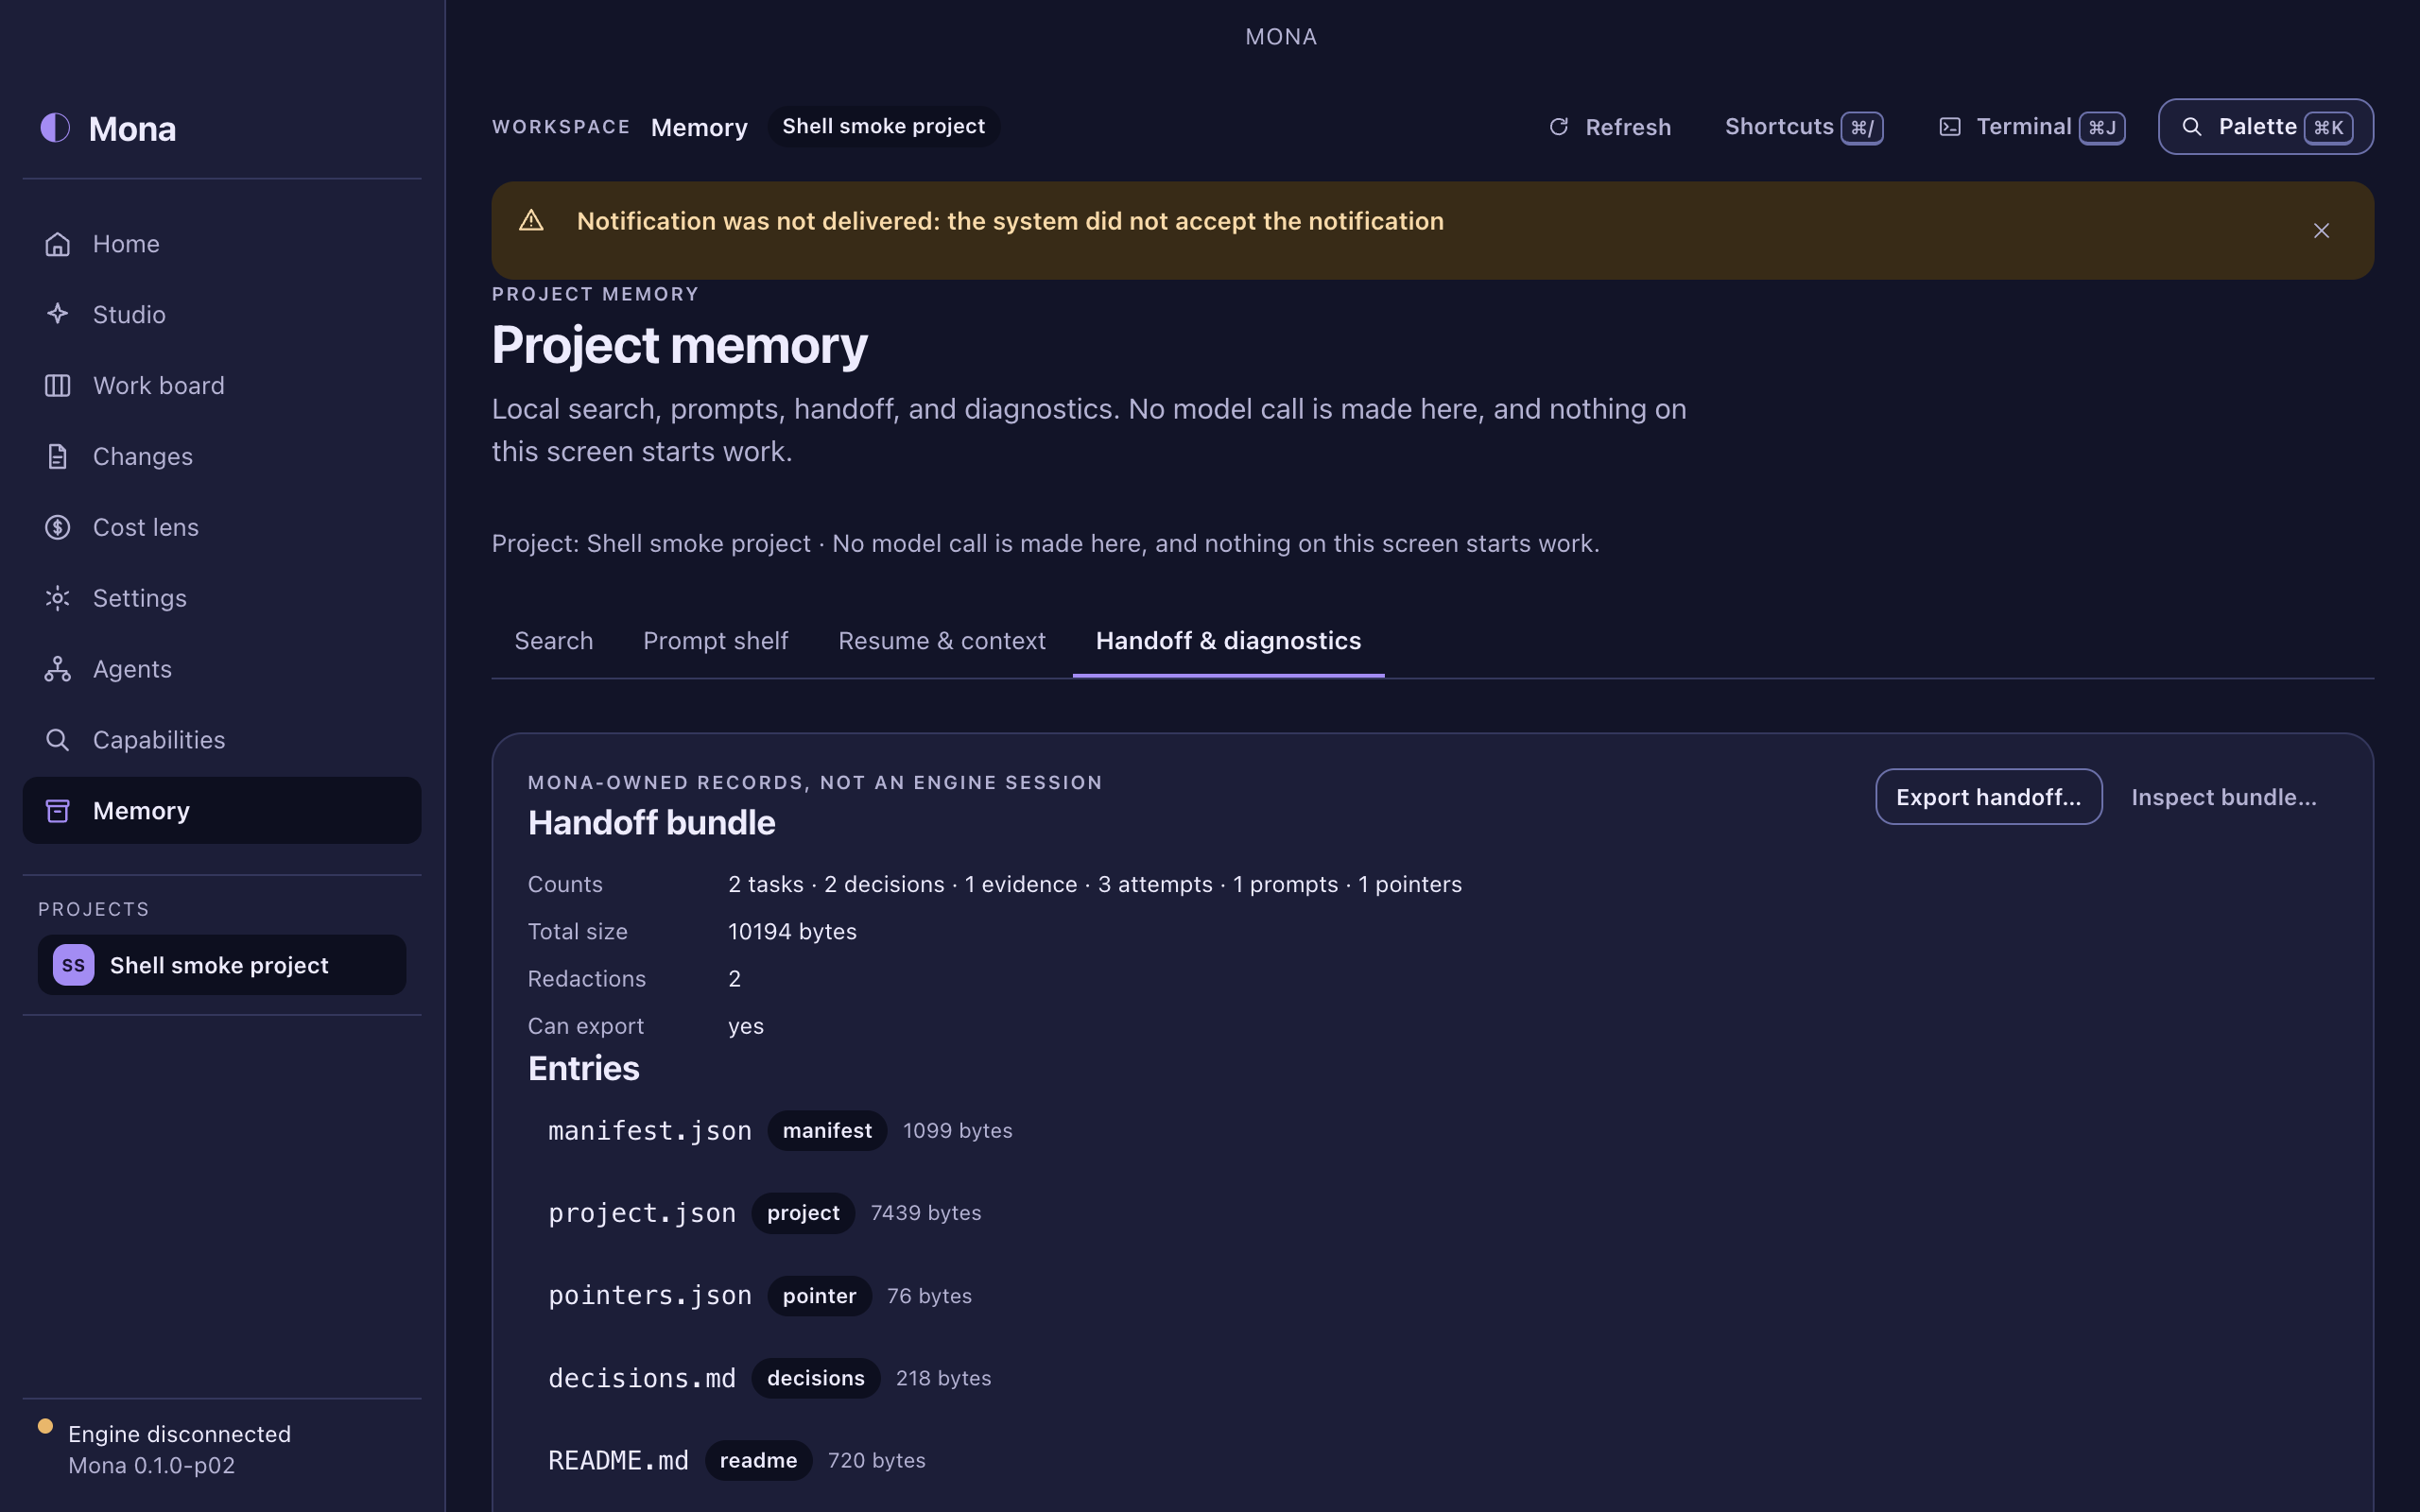 MONA
Mona
Home
Studio
Work board
Changes
Cost lens
Settings
Agents
Capabilities
Memory
PROJECTS
SS Shell smoke project
Engine disconnected
Mona 0.1.0-p02
WORKSPACE Memory Shell smoke project
Refresh Shortcuts ⌘/ Terminal ⌘J Palette ⌘K
Notification was not delivered: the system did not accept the notification
PROJECT MEMORY
Project memory
Local search, prompts, handoff, and diagnostics. No model call is made here, and nothing on
this screen starts work.
Project: Shell smoke project · No model call is made here, and nothing on this screen starts work.
Search Prompt shelf Resume & context Handoff & diagnostics
MONA-OWNED RECORDS, NOT AN ENGINE SESSION
Handoff bundle
Export handoff... Inspect bundle...
Counts 2 tasks · 2 decisions · 1 evidence · 3 attempts · 1 prompts · 1 pointers
Total size 10194 bytes
Redactions 2
Can export yes
Entries
manifest.json manifest 1099 bytes
project.json project 7439 bytes
pointers.json pointer 76 bytes
decisions.md decisions 218 bytes
README.md readme 720 bytes